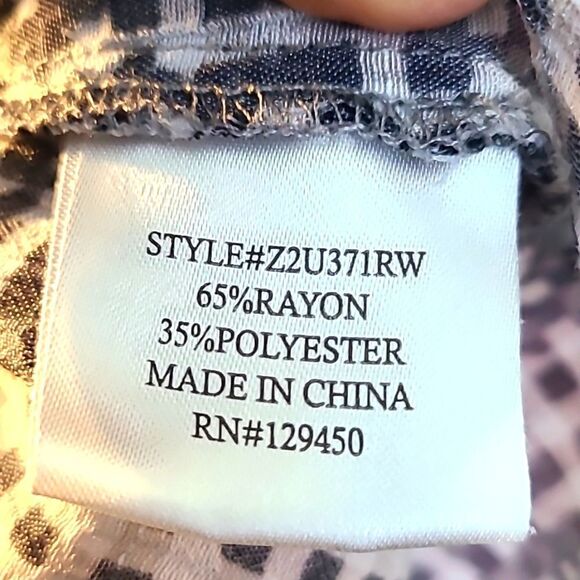 STYLE#Z2U371RW
65%RAYON
35%POLYESTER
MADE IN CHINA
RN#129450